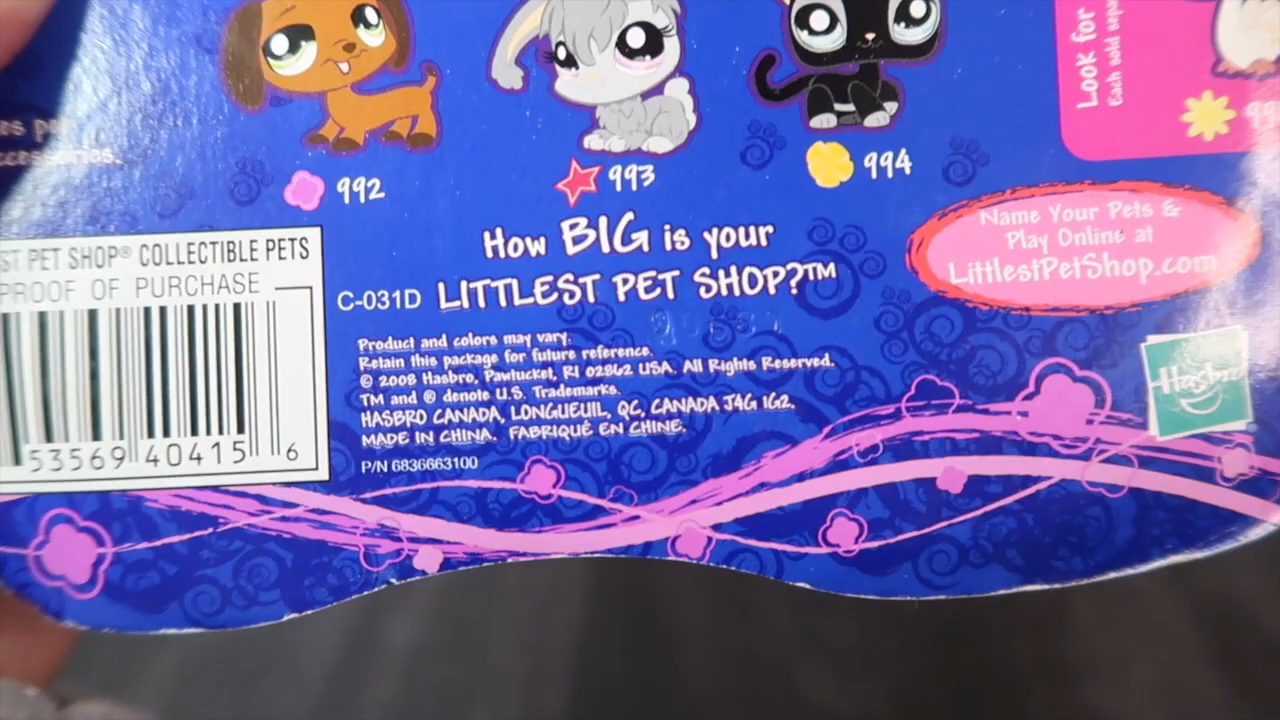 992
993
994
Look for
Each sold
How BIG is your
LITTLEST PET SHOP?™
C-031D
Name Your Pets &
Play Online at
LittlestPetShop.com
PET SHOP® COLLECTIBLE PETS
PROOF OF PURCHASE
53569 40415 6
Product and colors may vary.
Retain this package for future reference.
© 2008 Hasbro, Pawtucket, RI 02862 USA. All Rights Reserved.
TM and ® denote U.S. Trademarks.
HASBRO CANADA, LONGUEUIL, QC, CANADA J4G 1G2.
MADE IN CHINA. FABRIQUÉ EN CHINE.
P/N 6836663100
Hasbro